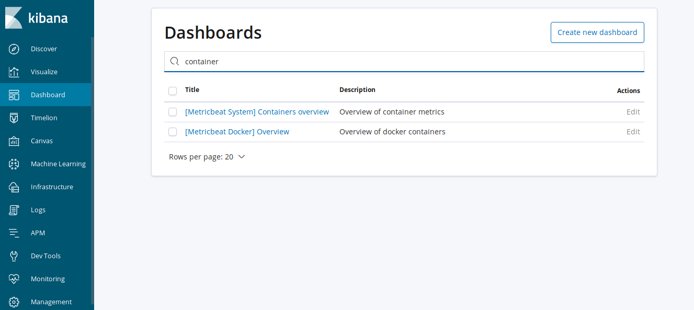 kibana
Discover
Visualize
Dashboard
Timelion
Canvas
Machine Learning
Infrastructure
Logs
APM
Dev Tools
Monitoring
Management
Dashboards
Create new dashboard
container
Title Description Actions
[Metricbeat System] Containers overview Overview of container metrics Edit
[Metricbeat Docker] Overview Overview of docker containers Edit
Rows per page: 20